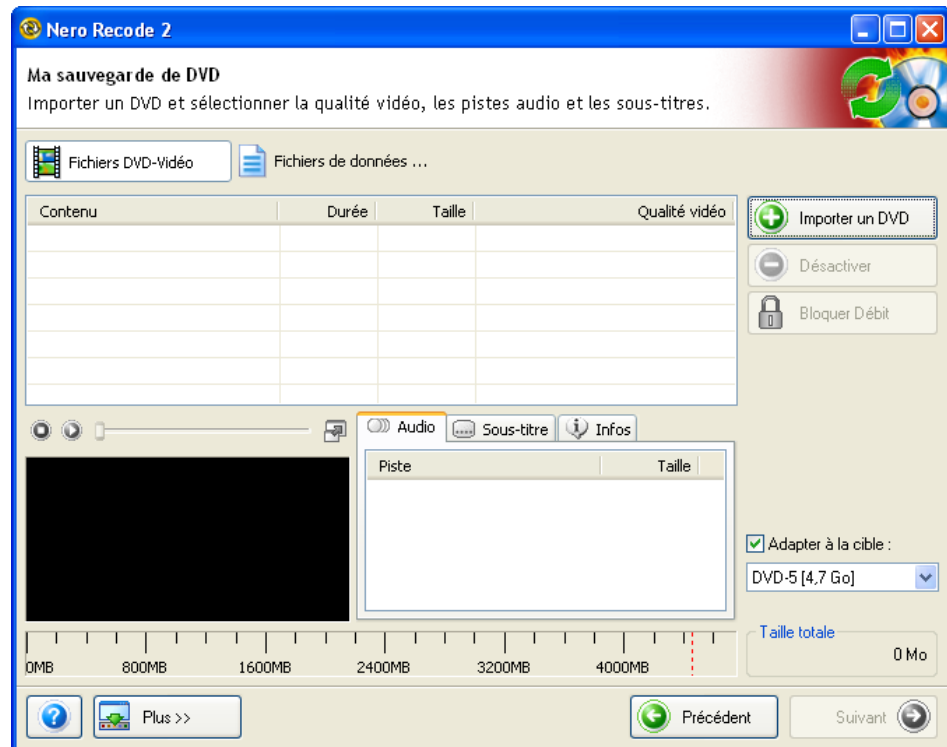 Nero Recode 2
Ma sauvegarde de DVD
Importer un DVD et sélectionner la qualité vidéo, les pistes audio et les sous-titres.
Fichiers DVD-Vidéo
Fichiers de données ...
Contenu Durée Taille Qualité vidéo
Importer un DVD
Désactiver
Bloquer Débit
Audio Sous-titre Infos
Piste Taille
Adapter à la cible :
DVD-5 [4,7 Go]
0MB 800MB 1600MB 2400MB 3200MB 4000MB
Taille totale
0 Mo
Plus >>
Précédent
Suivant